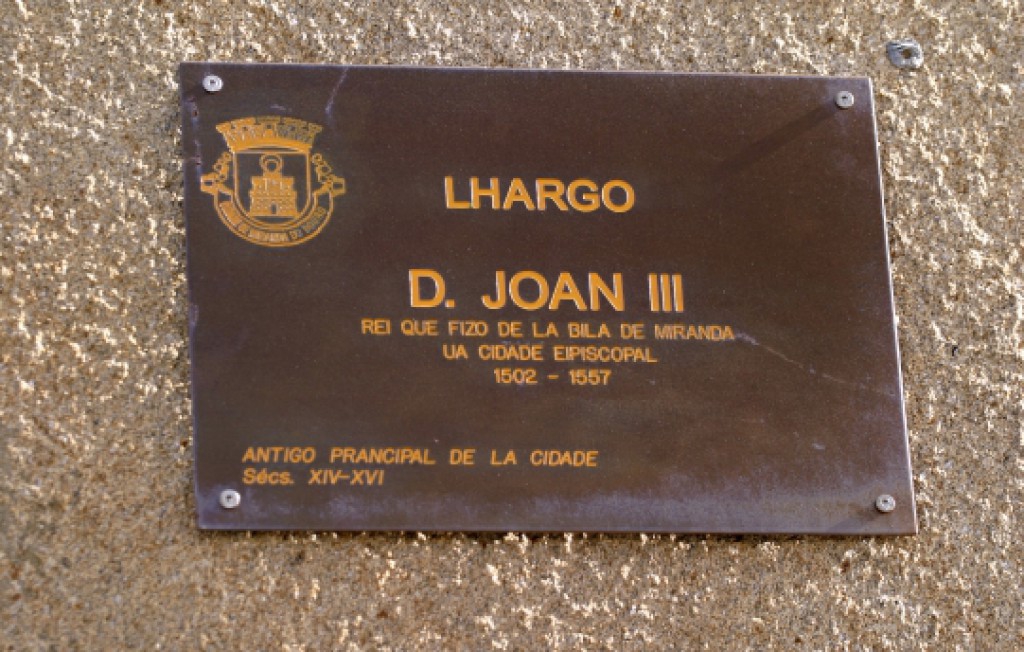 LHARGO
D. JOAN III
REI QUE FIZO DE LA BILA DE MIRANDA
UA CIDADE EIPISCOPAL
1502 - 1557
ANTIGO PRANCIPAL DE LA CIDADE
Sécs. XIV-XVI